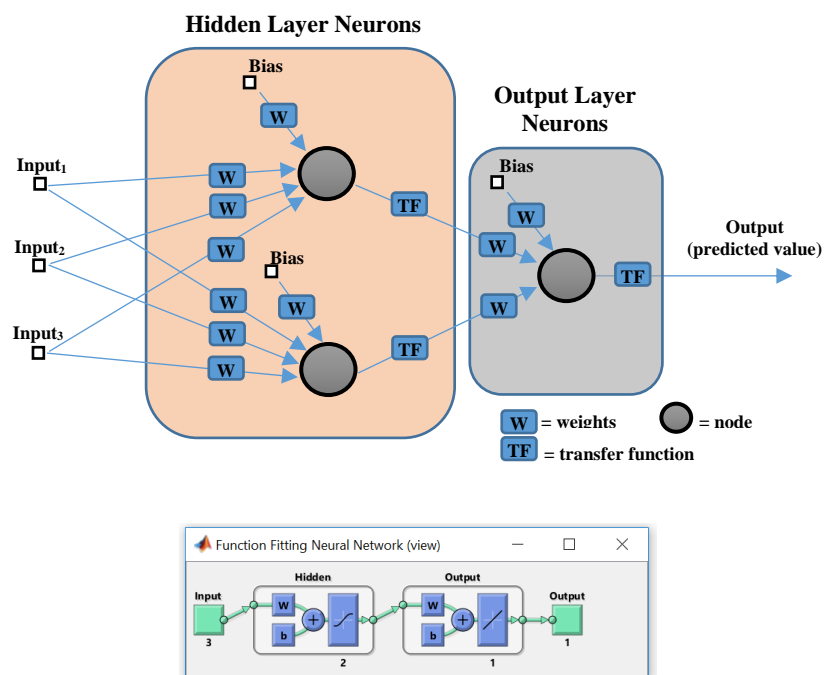 Hidden Layer Neurons
Bias
W
Output Layer
Neurons
Input₁
W
W
TF
Bias
W
Output
(predicted value)
Input₂
W
Bias
W
TF
W
W
W
Input₃
W
TF
W
W = weights
= node
TF = transfer function
Function Fitting Neural Network (view)
Hidden
Output
Input
W
+
b
W
+
b
Output
3
2
1
1